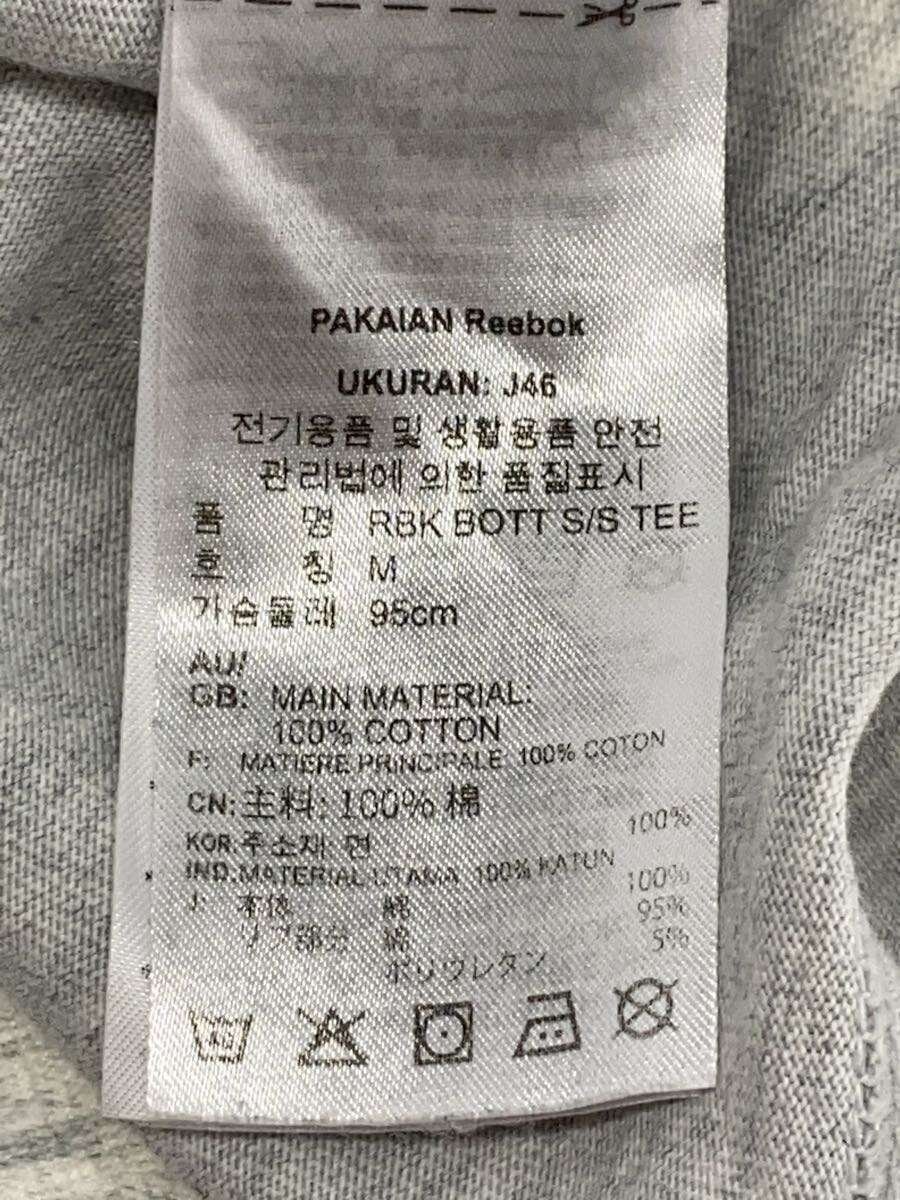 PAKAIAN Reebok
UKURAN: J46
전기용품 및 생활용품 안전
관리법에 의한 품질표시
품 명 RBK BOTT S/S TEE
호 칭 M
가슴둘레 95cm
AU/
GB: MAIN MATERIAL:
100% COTTON
F: MATIERE PRINCIPALE 100% COTON
CN: 主料: 100% 棉
KOR: 주소재 면 100%
IND: MATERIAL UTAMA 100% KATUN
J: 本体 綿 100%
リブ部分 綿 95%
ポリウレタン 5%